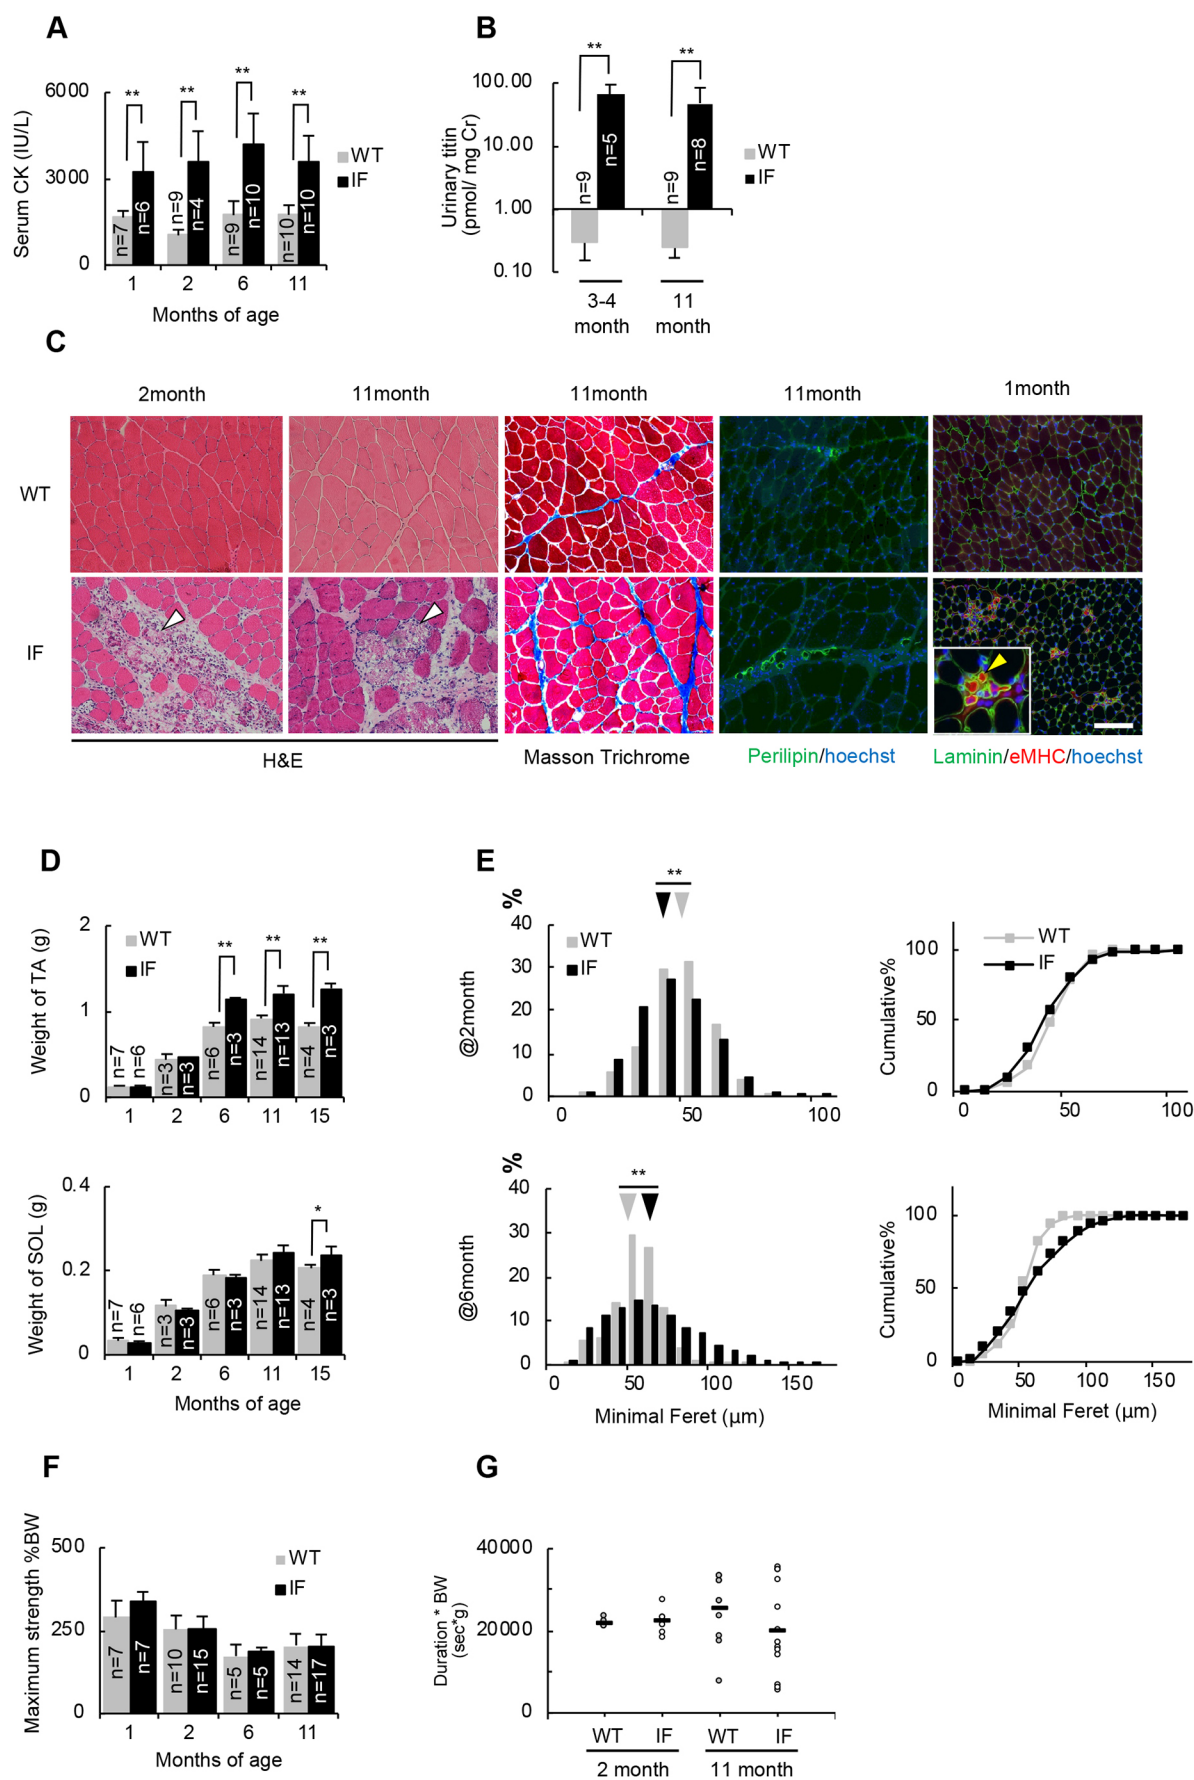 A
Serum CK (IU/L)
6000
3000
0
**
**
**
**
n=7
n=6
n=9
n=4
n=9
n=10
n=10
n=10
WT
IF
1 2 6 11
Months of age
B
Urinary titin
(pmol/ mg Cr)
100.00
10.00
1.00
0.10
**
**
n=9
n=5
n=9
n=8
WT
IF
3-4
month
11
month
C
2month 11month 11month 11month 1month
WT
IF
H&E
Masson Trichrome
Perilipin/hoechst
Laminin/eMHC/hoechst
D
Weight of TA (g)
2
1
0
WT
IF
**
**
**
n=7
n=6
n=3
n=3
n=6
n=3
n=14
n=13
n=4
n=3
1 2 6 11 15
Weight of SOL (g)
0.4
0.2
0
*
n=7
n=6
n=3
n=3
n=6
n=3
n=14
n=13
n=4
n=3
1 2 6 11 15
Months of age
E
@2month
%
40
30
20
10
0
**
WT
IF
0 50 100
Cumulative%
100
50
0
WT
IF
0 50 100
@6month
%
40
30
20
10
0
**
0 50 100 150
Minimal Feret (μm)
Cumulative%
100
50
0
0 50 100 150
Minimal Feret (μm)
F
Maximum strength %BW
500
250
0
WT
IF
n=7
n=7
n=10
n=15
n=5
n=5
n=14
n=17
1 2 6 11
Months of age
G
Duration * BW
(sec*g)
40000
20000
0
WT IF WT IF
2 month 11 month